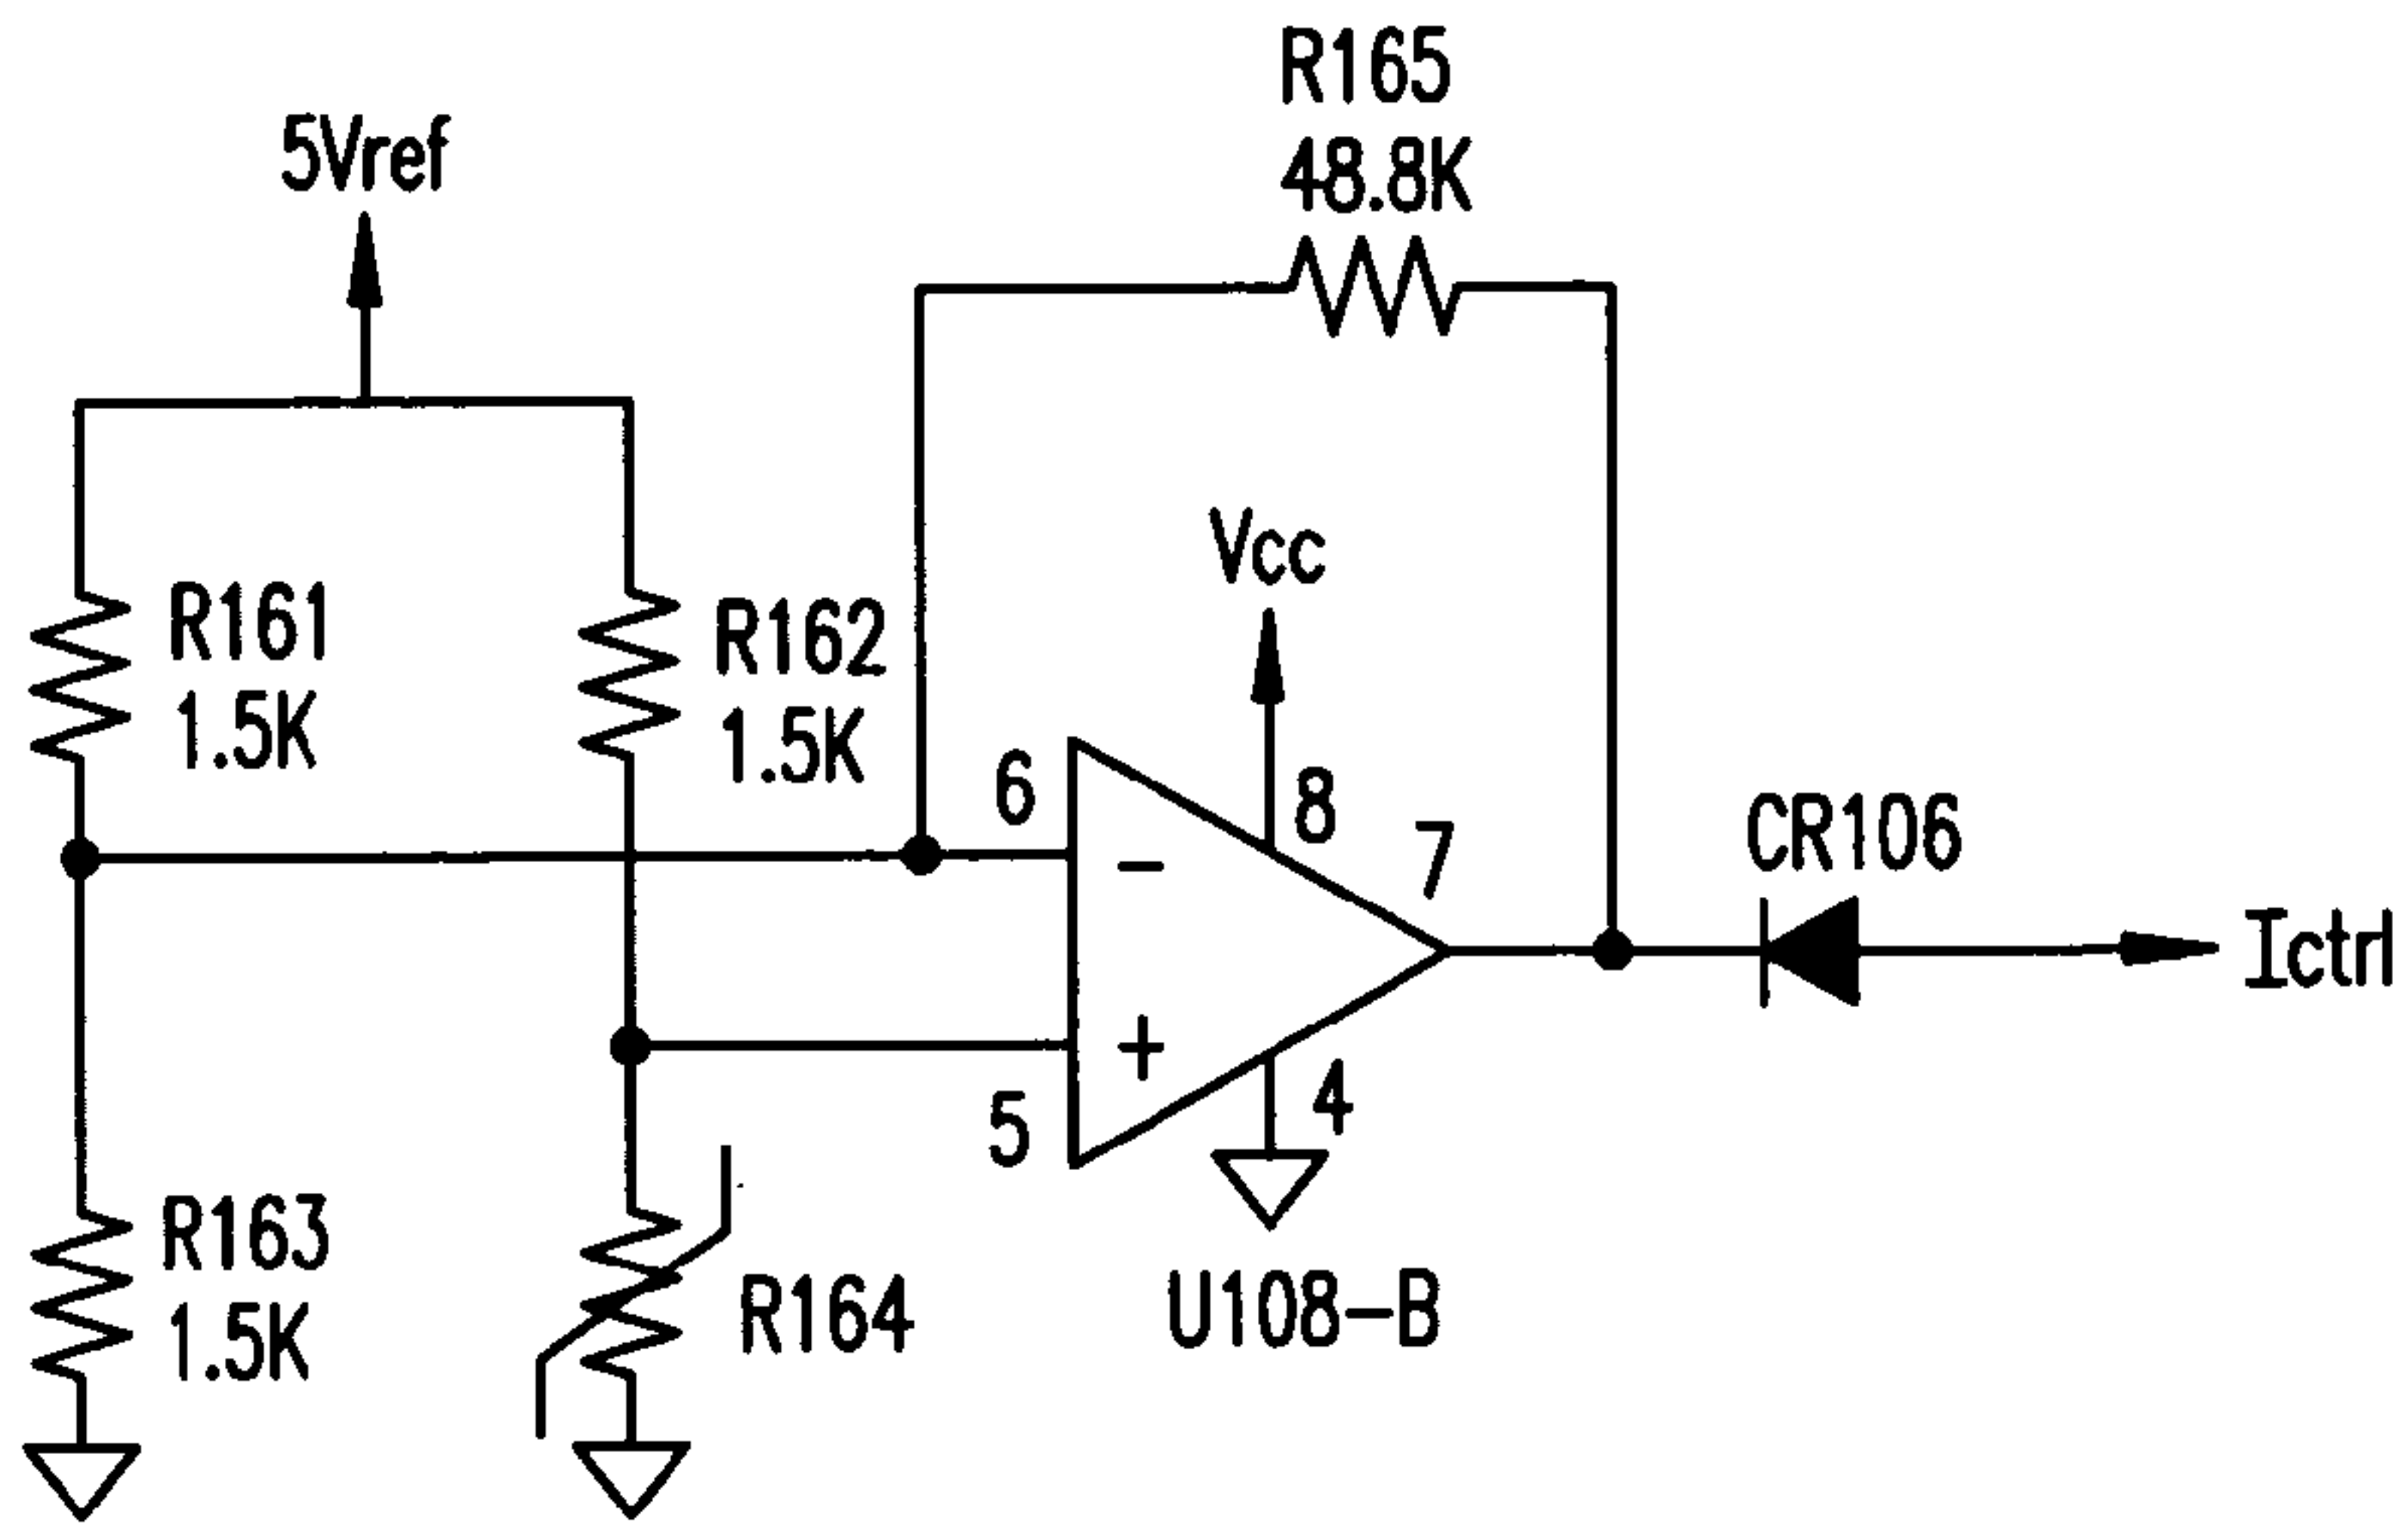 R165
48.8K
5Vref
Vcc
R161
1.5K
R162
1.5K
6
8
7
CR106
-
Ictrl
+
5
4
R163
1.5K
R164
U108-B